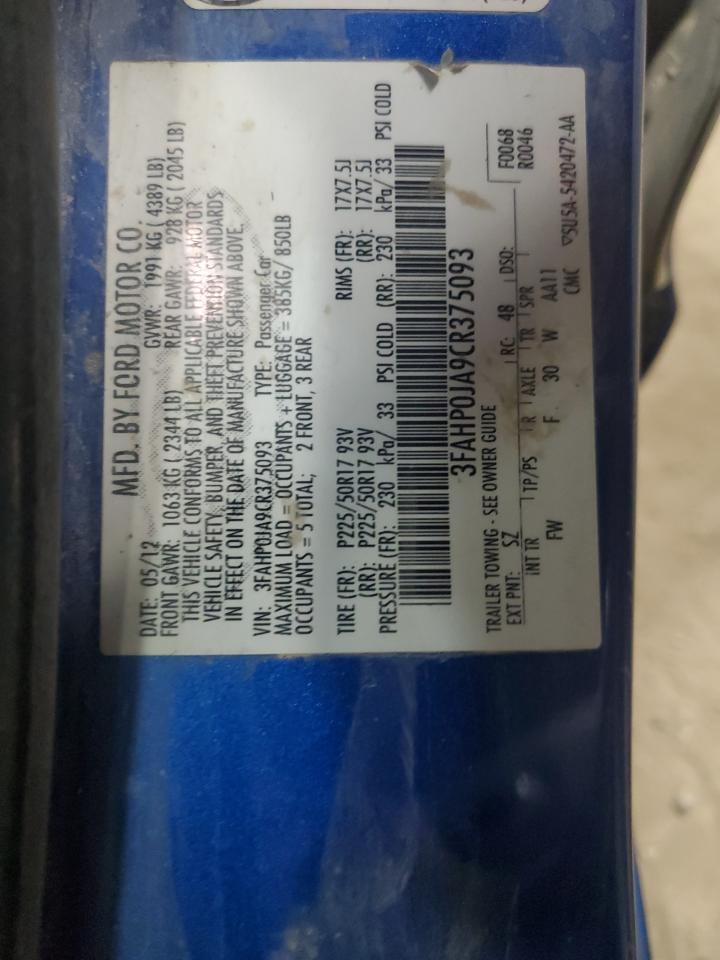 MFD. BY FORD MOTOR CO.
DATE: 05/12 GVWR: 1991 KG ( 4389 LB)
FRONT GAWR: 1063 KG ( 2344 LB) REAR GAWR: 928 KG ( 2045 LB)
THIS VEHICLE CONFORMS TO ALL APPLICABLE FEDERAL MOTOR
VEHICLE SAFETY, BUMPER, AND THEFT PREVENTION STANDARDS
IN EFFECT ON THE DATE OF MANUFACTURE SHOWN ABOVE.
VIN: 3FAHP0JA9CR375093 TYPE: Passenger Car
MAXIMUM LOAD = OCCUPANTS + LUGGAGE = 385KG/ 850LB
OCCUPANTS = 5 TOTAL; 2 FRONT, 3 REAR
TIRE (FR): P225/50R17 93V RIMS (FR): 17X7.5J
(RR): P225/50R17 93V (RR): 17X7.5J
PRESSURE (FR): 230 kPa/ 33 PSI COLD (RR): 230 kPa/ 33 PSI COLD
3FAHP0JA9CR375093
TRAILER TOWING - SEE OWNER GUIDE F0068
EXT PNT: SZ RC: 48 DSO: R0046
INT TR TP/PS R AXLE TR SPR
FW F 30 W AA11
CMC
▽5U5A-5420472-AA